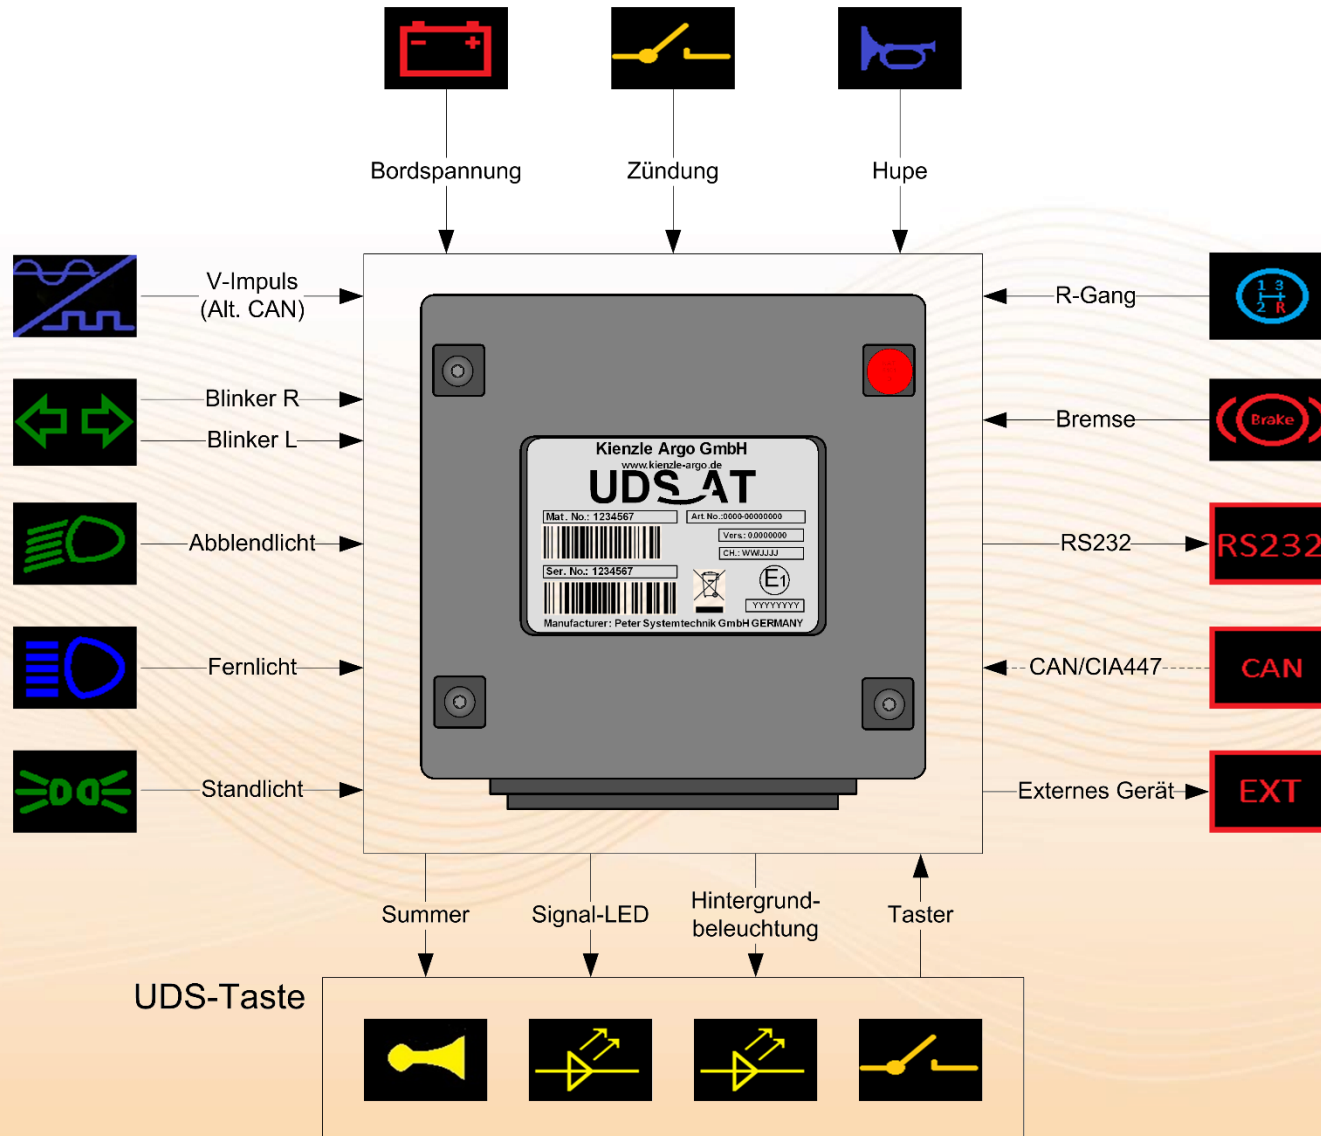 Bordspannung
Zündung
Hupe
V-Impuls
(Alt. CAN)
R-Gang
1 3
2 R
Blinker R
Blinker L
Bremse
Brake
Abblendlicht
RS232
RS232
Fernlicht
CAN/CIA447
CAN
Standlicht
Externes Gerät
EXT
Kienzle Argo GmbH
www.kienzle-argo.de
UDS AT
Mat. No.: 1234567
Art No.:0000-00000000
Vers.: 0.0000000
CH.: WW/JJJJ
Ser. No.: 1234567
E1
YYYYYYYY
Manufacturer: Peter Systemtechnik GmbH GERMANY
Summer
Signal-LED
Hintergrund-
beleuchtung
Taster
UDS-Taste